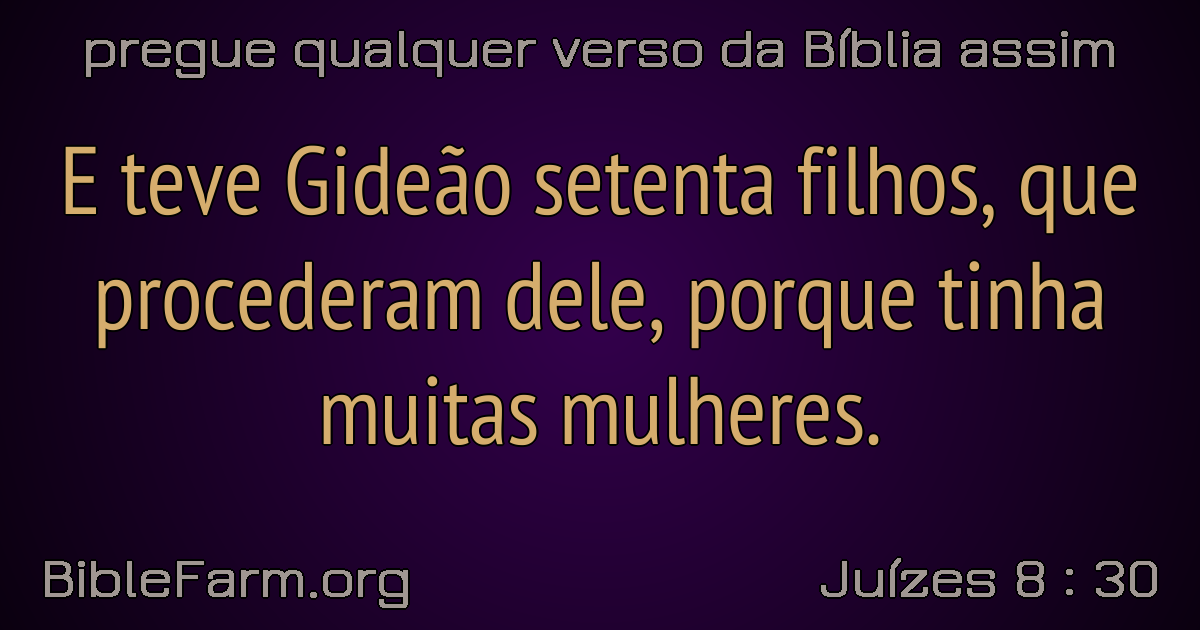 pregue qualquer verso da Bíblia assim
E teve Gideão setenta filhos, que
procederam dele, porque tinha
muitas mulheres.
BibleFarm.org
Juízes 8 : 30